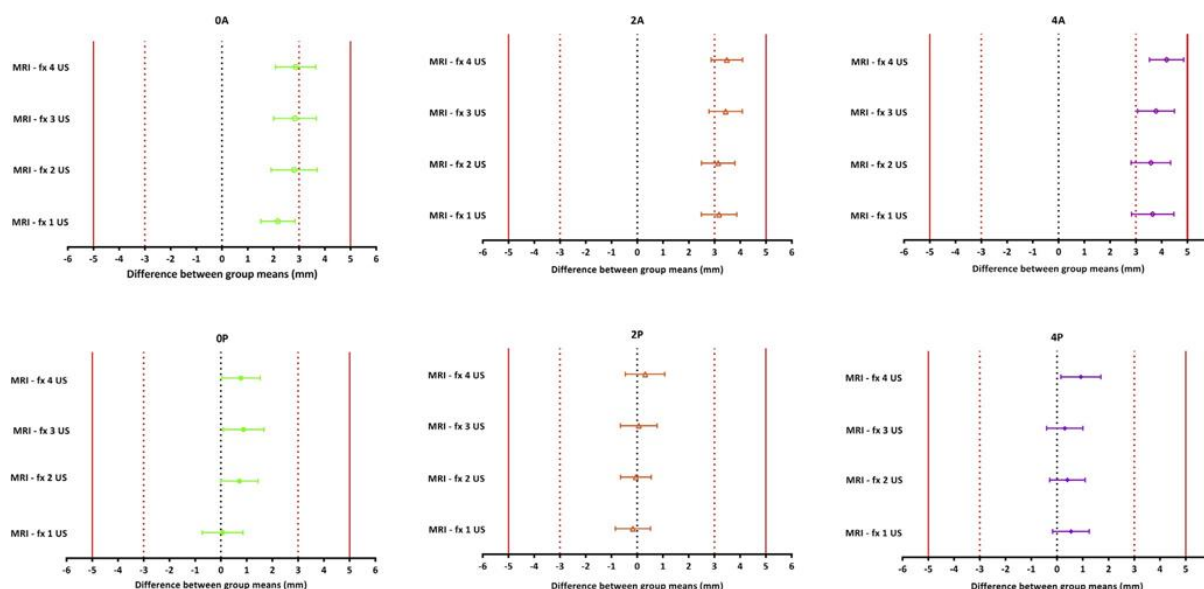 0A
MRI - fx 4 US
MRI - fx 3 US
MRI - fx 2 US
MRI - fx 1 US
-6 -5 -4 -3 -2 -1 0 1 2 3 4 5 6
Difference between group means (mm)
2A
MRI - fx 4 US
MRI - fx 3 US
MRI - fx 2 US
MRI - fx 1 US
-6 -5 -4 -3 -2 -1 0 1 2 3 4 5 6
Difference between group means (mm)
4A
MRI - fx 4 US
MRI - fx 3 US
MRI - fx 2 US
MRI - fx 1 US
-6 -5 -4 -3 -2 -1 0 1 2 3 4 5
Difference between group means (mm)
0P
MRI - fx 4 US
MRI - fx 3 US
MRI - fx 2 US
MRI - fx 1 US
-6 -5 -4 -3 -2 -1 0 1 2 3 4 5 6
Difference between group means (mm)
2P
MRI - fx 4 US
MRI - fx 3 US
MRI - fx 2 US
MRI - fx 1 US
-6 -5 -4 -3 -2 -1 0 1 2 3 4 5 6
Difference between group means (mm)
4P
MRI - fx 4 US
MRI - fx 3 US
MRI - fx 2 US
MRI - fx 1 US
-6 -5 -4 -3 -2 -1 0 1 2 3 4 5
Difference between group means (mm)